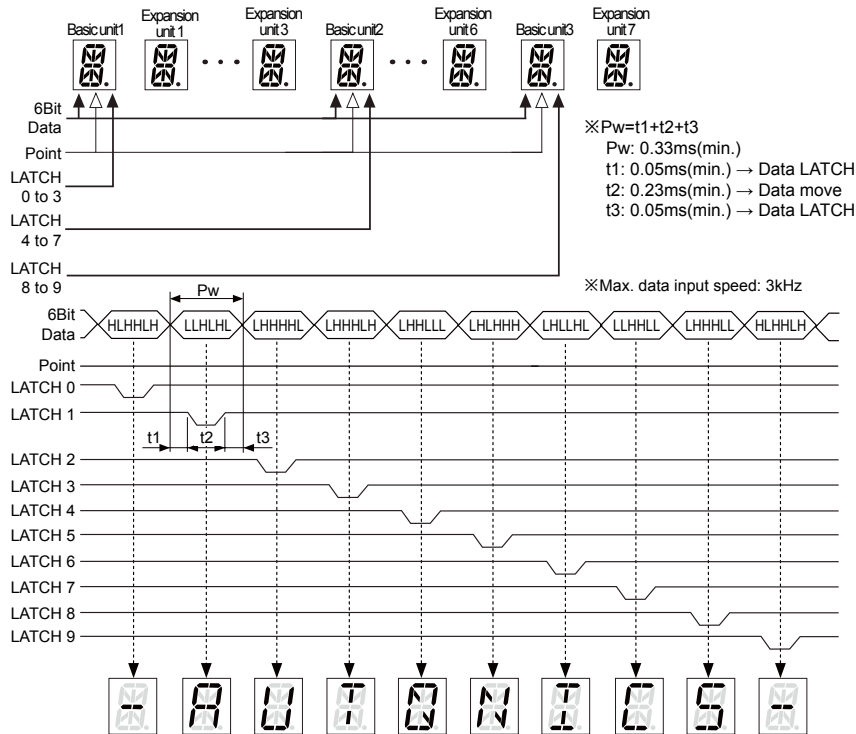 Basic unit1
Expansion
unit 1
Expansion
unit 3
Basic unit2
Expansion
unit 6
Basic unit3
Expansion
unit 7
6Bit
Data
Point
LATCH
0 to 3
LATCH
4 to 7
LATCH
8 to 9
※Pw=t1+t2+t3
Pw: 0.33ms(min.)
t1: 0.05ms(min.) → Data LATCH
t2: 0.23ms(min.) → Data move
t3: 0.05ms(min.) → Data LATCH
※Max. data input speed: 3kHz
Pw
6Bit
Data
HLHHLH LLHLHL LHHHHL LHHHLH LHHLLL LHLHHH LHLLHL LLHHLL LHHHLL HLHHLH
Point
LATCH 0
LATCH 1
t1 t2 t3
LATCH 2
LATCH 3
LATCH 4
LATCH 5
LATCH 6
LATCH 7
LATCH 8
LATCH 9
- A U T O N I C S -